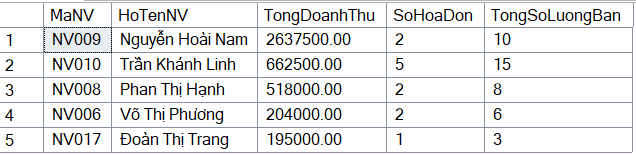 MaNV HoTenNV TongDoanhThu SoHoaDon TongSoLuongBan
1 NV009 Nguyễn Hoài Nam 2637500.00 2 10
2 NV010 Trần Khánh Linh 662500.00 5 15
3 NV008 Phan Thị Hạnh 518000.00 2 8
4 NV006 Võ Thị Phương 204000.00 2 6
5 NV017 Đoàn Thị Trang 195000.00 1 3